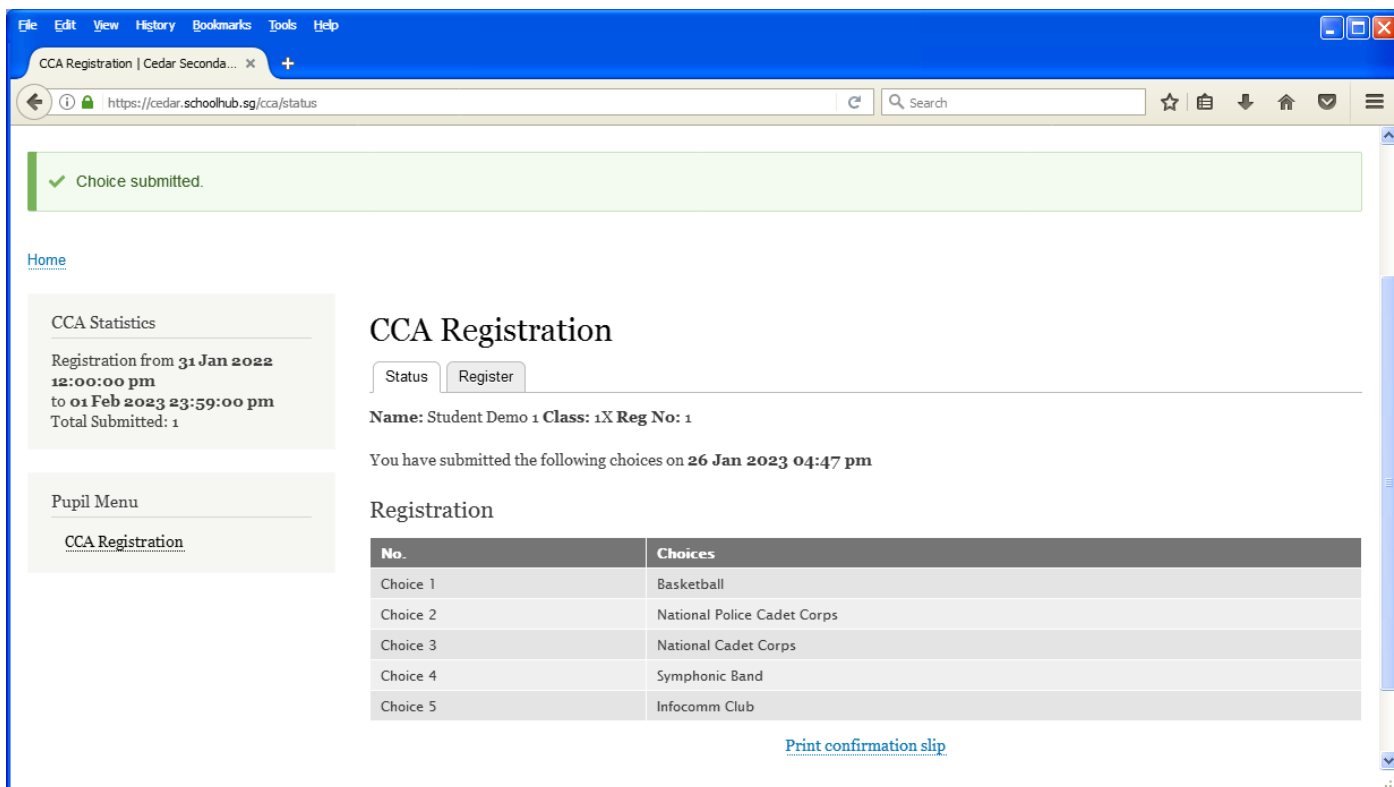 File Edit View History Bookmarks Tools Help
CCA Registration | Cedar Seconda...
https://cedar.schoolhub.sg/cca/status
Search
Choice submitted.
Home
CCA Statistics
Registration from 31 Jan 2022
12:00:00 pm
to 01 Feb 2023 23:59:00 pm
Total Submitted: 1
Pupil Menu
CCA Registration
CCA Registration
Status Register
Name: Student Demo 1 Class: 1X Reg No: 1
You have submitted the following choices on 26 Jan 2023 04:47 pm
Registration
No. Choices
Choice 1 Basketball
Choice 2 National Police Cadet Corps
Choice 3 National Cadet Corps
Choice 4 Symphonic Band
Choice 5 Infocomm Club
Print confirmation slip